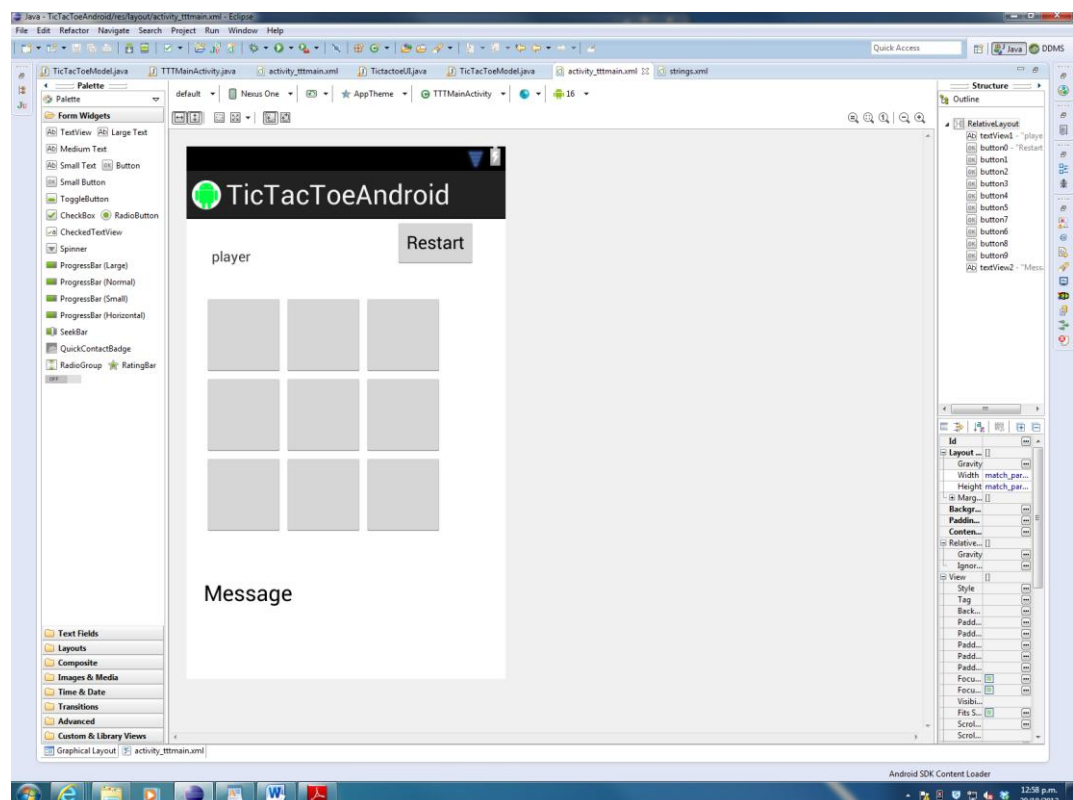 Java - TicTacToeAndroid/res/layout/activity_tttmain.xml - Eclipse
File Edit Refactor Navigate Search Project Run Window Help
Quick Access Java DDMS
TicTacToeModel.java TTTMainActivity.java activity_tttmain.xml TictactoeUI.java TicTacToeModel.java activity_tttmain.xml strings.xml
Palette
Palette
Form Widgets
TextView Large Text
Medium Text
Small Text Button
Small Button
ToggleButton
CheckBox RadioButton
CheckedTextView
Spinner
ProgressBar (Large)
ProgressBar (Normal)
ProgressBar (Small)
ProgressBar (Horizontal)
SeekBar
QuickContactBadge
RadioGroup RatingBar
OFF
Text Fields
Layouts
Composite
Images & Media
Time & Date
Transitions
Advanced
Custom & Library Views
Graphical Layout activity_tttmain.xml
default Nexus One AppTheme TTTMainActivity 16
TicTacToeAndroid
player
Restart
Message
Structure
Outline
RelativeLayout
textView1 - "playe
button0 - "Restart
button1
button2
button3
button4
button5
button7
button6
button8
button9
textView2 - "Mess
Id
Layout ... []
Gravity
Width match_par...
Height match_par...
Marg... []
Backgr...
Paddin...
Conten...
Relative... []
Gravity
Ignor...
View []
Style
Tag
Back...
Padd...
Padd...
Padd...
Padd...
Padd...
Focu...
Focu...
Visibi...
Fits S...
Scrol...
Scrol...
Android SDK Content Loader
12:58 p.m.